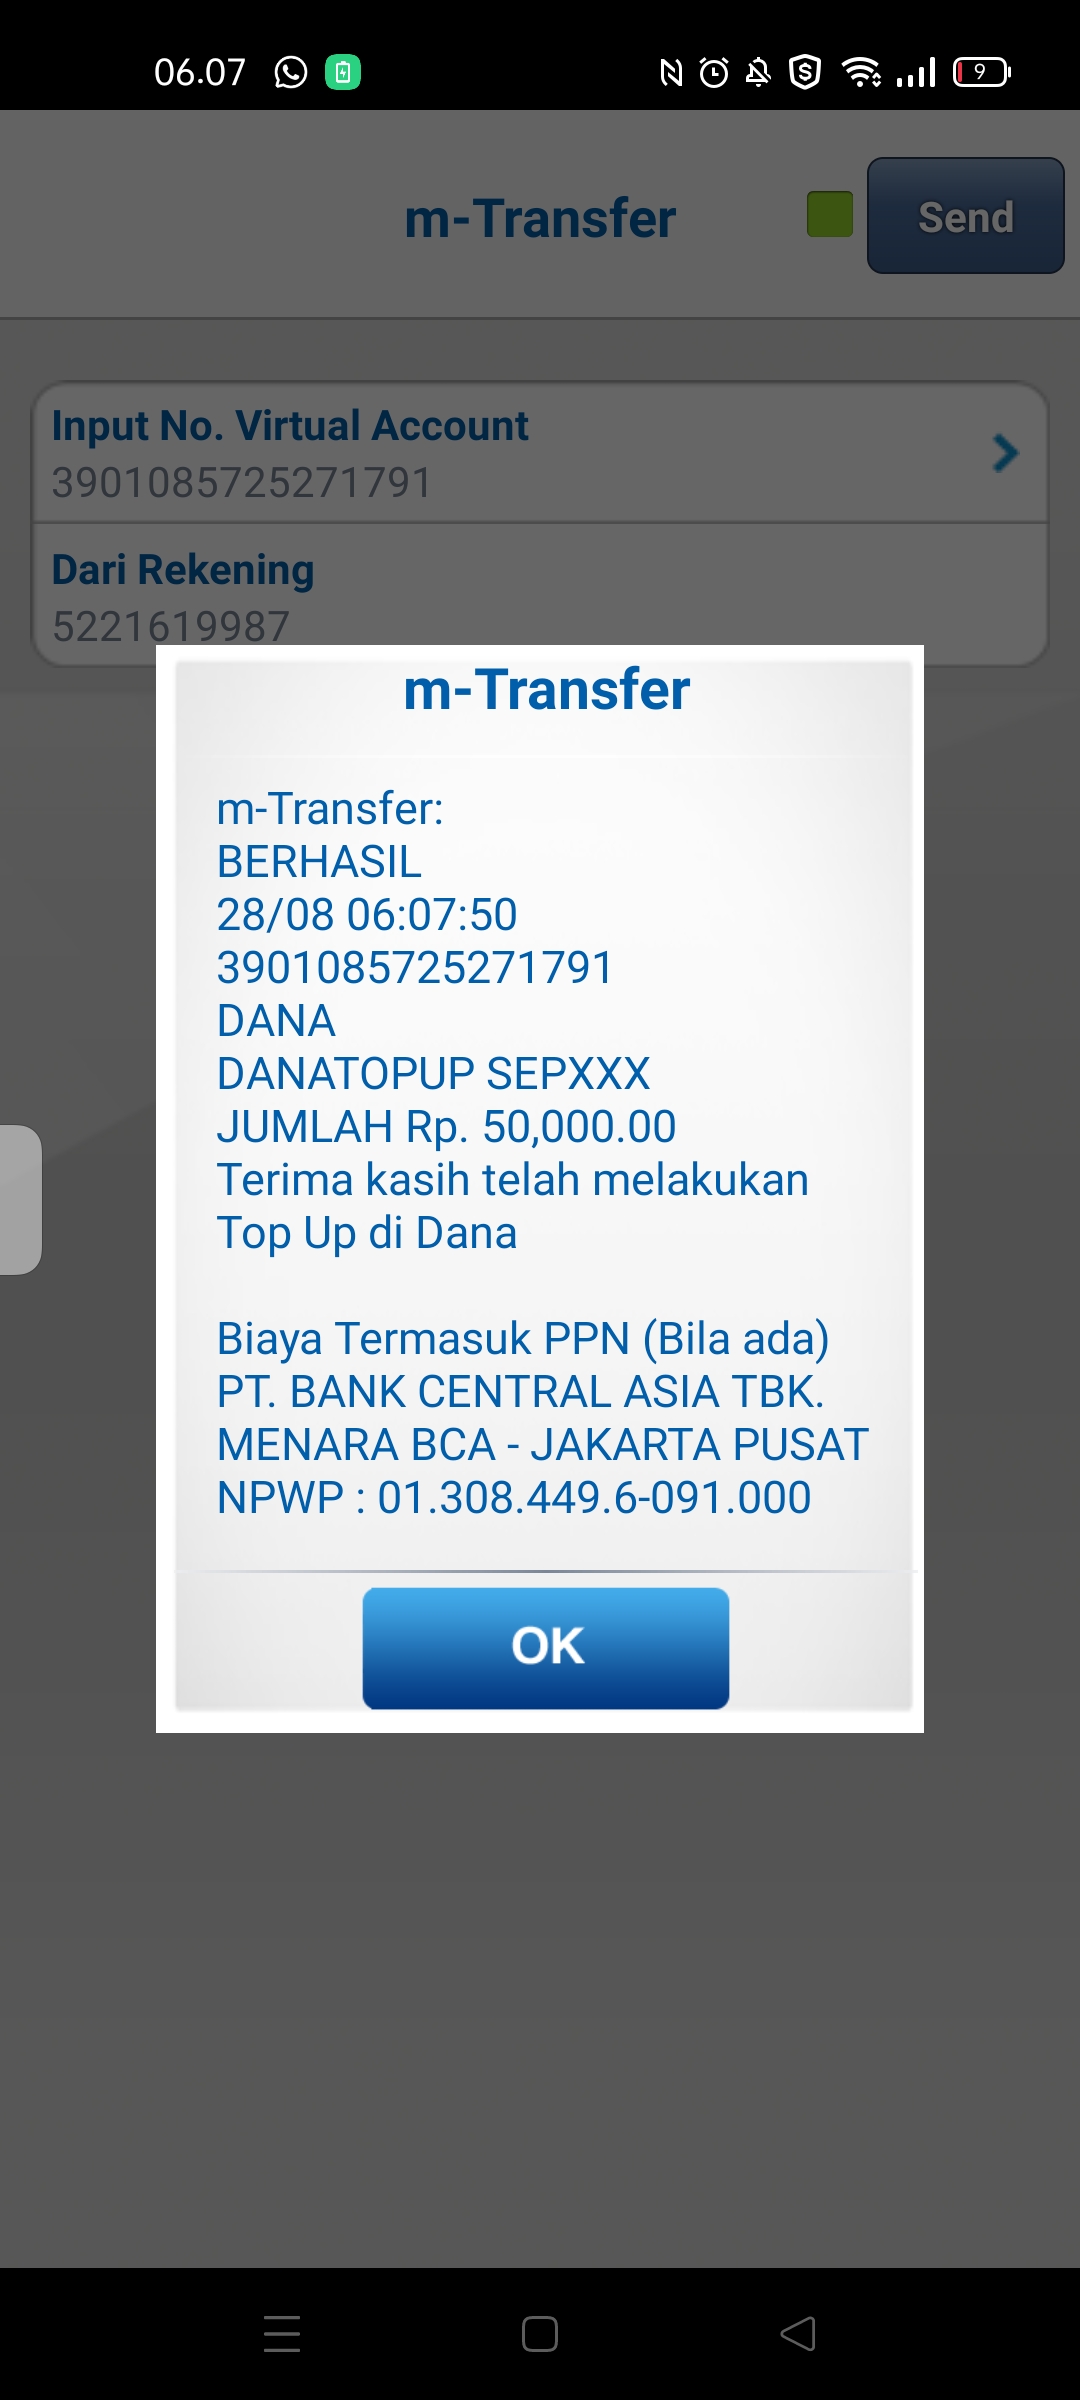 06.07
9
m-Transfer
Send
Input No. Virtual Account
3901085725271791
Dari Rekening
5221619987
m-Transfer
m-Transfer:
BERHASIL
28/08 06:07:50
3901085725271791
DANA
DANATOPUP SEPXXX
JUMLAH Rp. 50,000.00
Terima kasih telah melakukan
Top Up di Dana
Biaya Termasuk PPN (Bila ada)
PT. BANK CENTRAL ASIA TBK.
MENARA BCA - JAKARTA PUSAT
NPWP : 01.308.449.6-091.000
OK